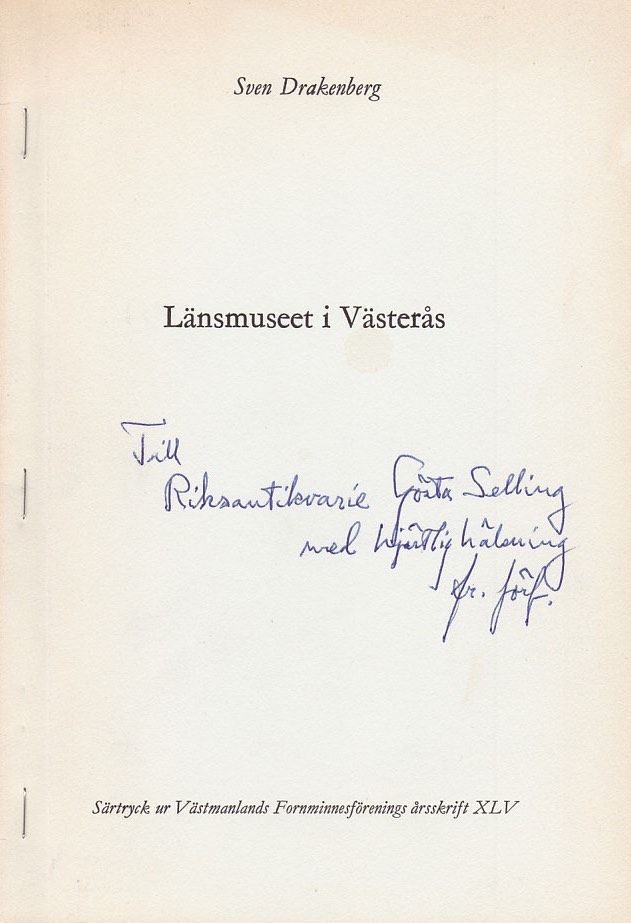 Sven Drakenberg
Länsmuseet i Västerås
Till
Riksantikvarie Gösta Selling
med hjärtlig hälsning
fr. förf.
Särtryck ur Västmanlands Fornminnesförenings årsskrift XLV